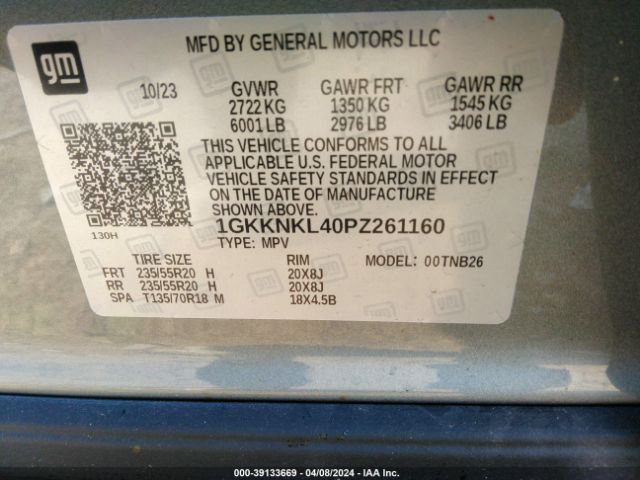 gm
MFD BY GENERAL MOTORS LLC
10/23 GVWR GAWR FRT GAWR RR
2722 KG 1350 KG 1545 KG
6001 LB 2976 LB 3406 LB
THIS VEHICLE CONFORMS TO ALL
APPLICABLE U.S. FEDERAL MOTOR
VEHICLE SAFETY STANDARDS IN EFFECT
ON THE DATE OF MANUFACTURE
SHOWN ABOVE.
130H
1GKKNKL40PZ261160
TYPE: MPV
TIRE SIZE RIM MODEL: 00TNB26
FRT 235/55R20 H 20X8J
RR 235/55R20 H 20X8J
SPA T135/70R18 M 18X4.5B
000-39133669 - 04/08/2024 - IAA Inc.